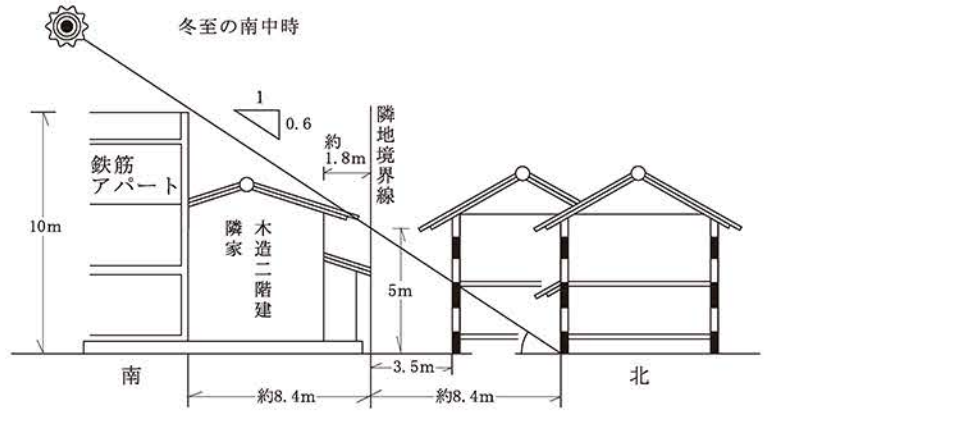 冬至の南中時
1
0.6
約
1.8m
隣地境界線
鉄筋
アパート
10m
木造二階建
隣家
5m
3.5m
南
北
約8.4m
約8.4m